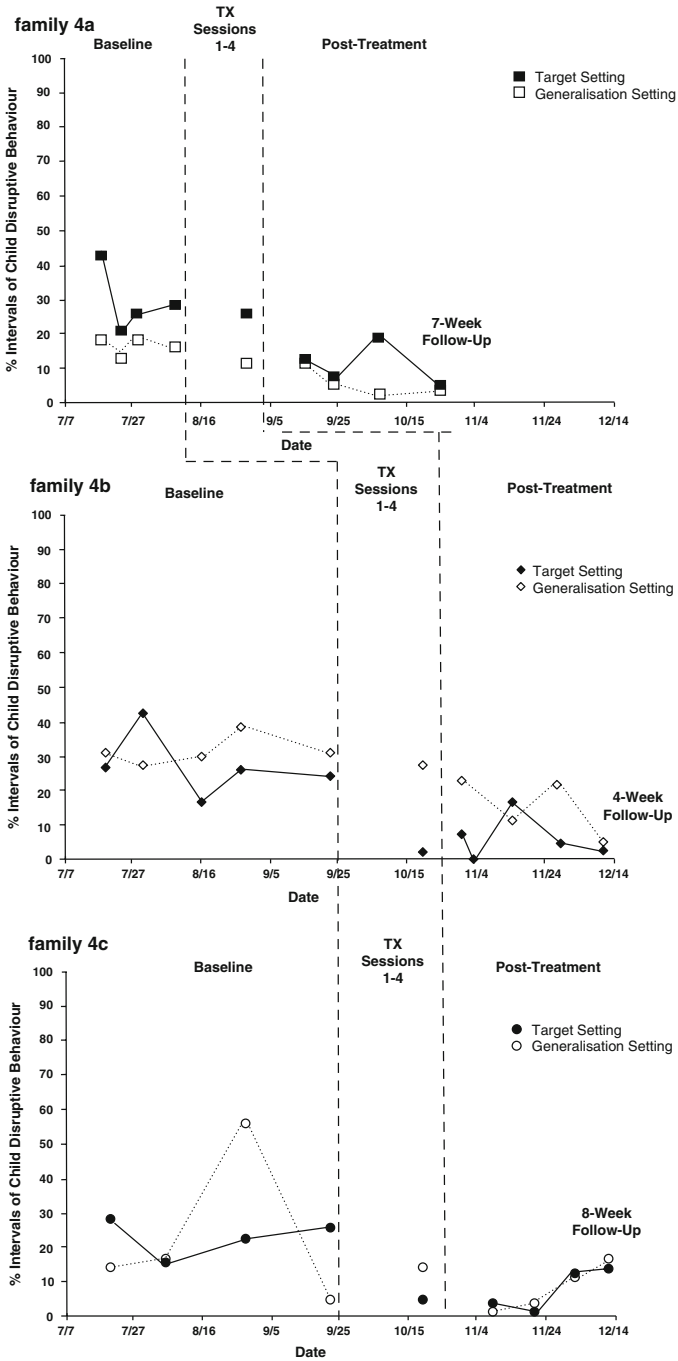 family 4a
TX
Sessions
1-4
Baseline
Post-Treatment
Target Setting
Generalisation Setting
% Intervals of Child Disruptive Behaviour
100
90
80
70
60
50
40
30
20
10
0
7-Week
Follow-Up
7/7 7/27 8/16 9/5 9/25 10/15 11/4 11/24 12/14
Date
family 4b
TX
Sessions
1-4
Baseline
Post-Treatment
Target Setting
Generalisation Setting
% Intervals of Child Disruptive Behaviour
100
90
80
70
60
50
40
30
20
10
0
4-Week
Follow-Up
7/7 7/27 8/16 9/5 9/25 10/15 11/4 11/24 12/14
Date
family 4c
TX
Sessions
1-4
Baseline
Post-Treatment
Target Setting
Generalisation Setting
% Intervals of Child Disruptive Behaviour
100
90
80
70
60
50
40
30
20
10
0
8-Week
Follow-Up
7/7 7/27 8/16 9/5 9/25 10/15 11/4 11/24 12/14
Date